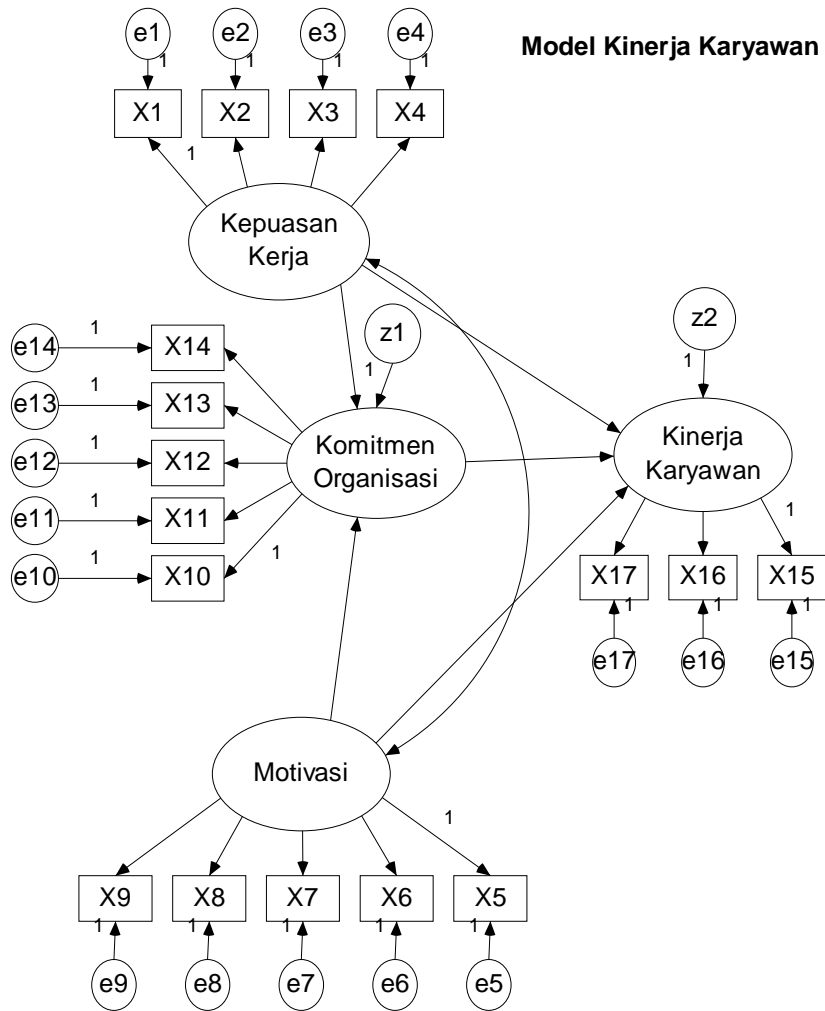 Model Kinerja Karyawan
e1
e2
e3
e4
1
1
1
1
X1
X2
X3
X4
1
Kepuasan
Kerja
z1
z2
1
1
e14
1
X14
e13
1
X13
e12
1
X12
e11
1
X11
e10
1
X10
1
Komitmen
Organisasi
Kinerja
Karyawan
1
X17
X16
X15
1
1
1
e17
e16
e15
Motivasi
1
X9
X8
X7
X6
X5
1
1
1
1
1
e9
e8
e7
e6
e5